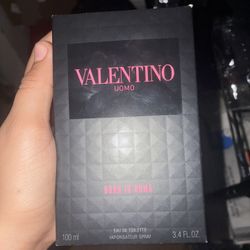 VALENTINO
UOMO
BORN IN ROMA
EAU DE TOILETTE
100 ml VAPORISATEUR SPRAY 3.4 FL.OZ.